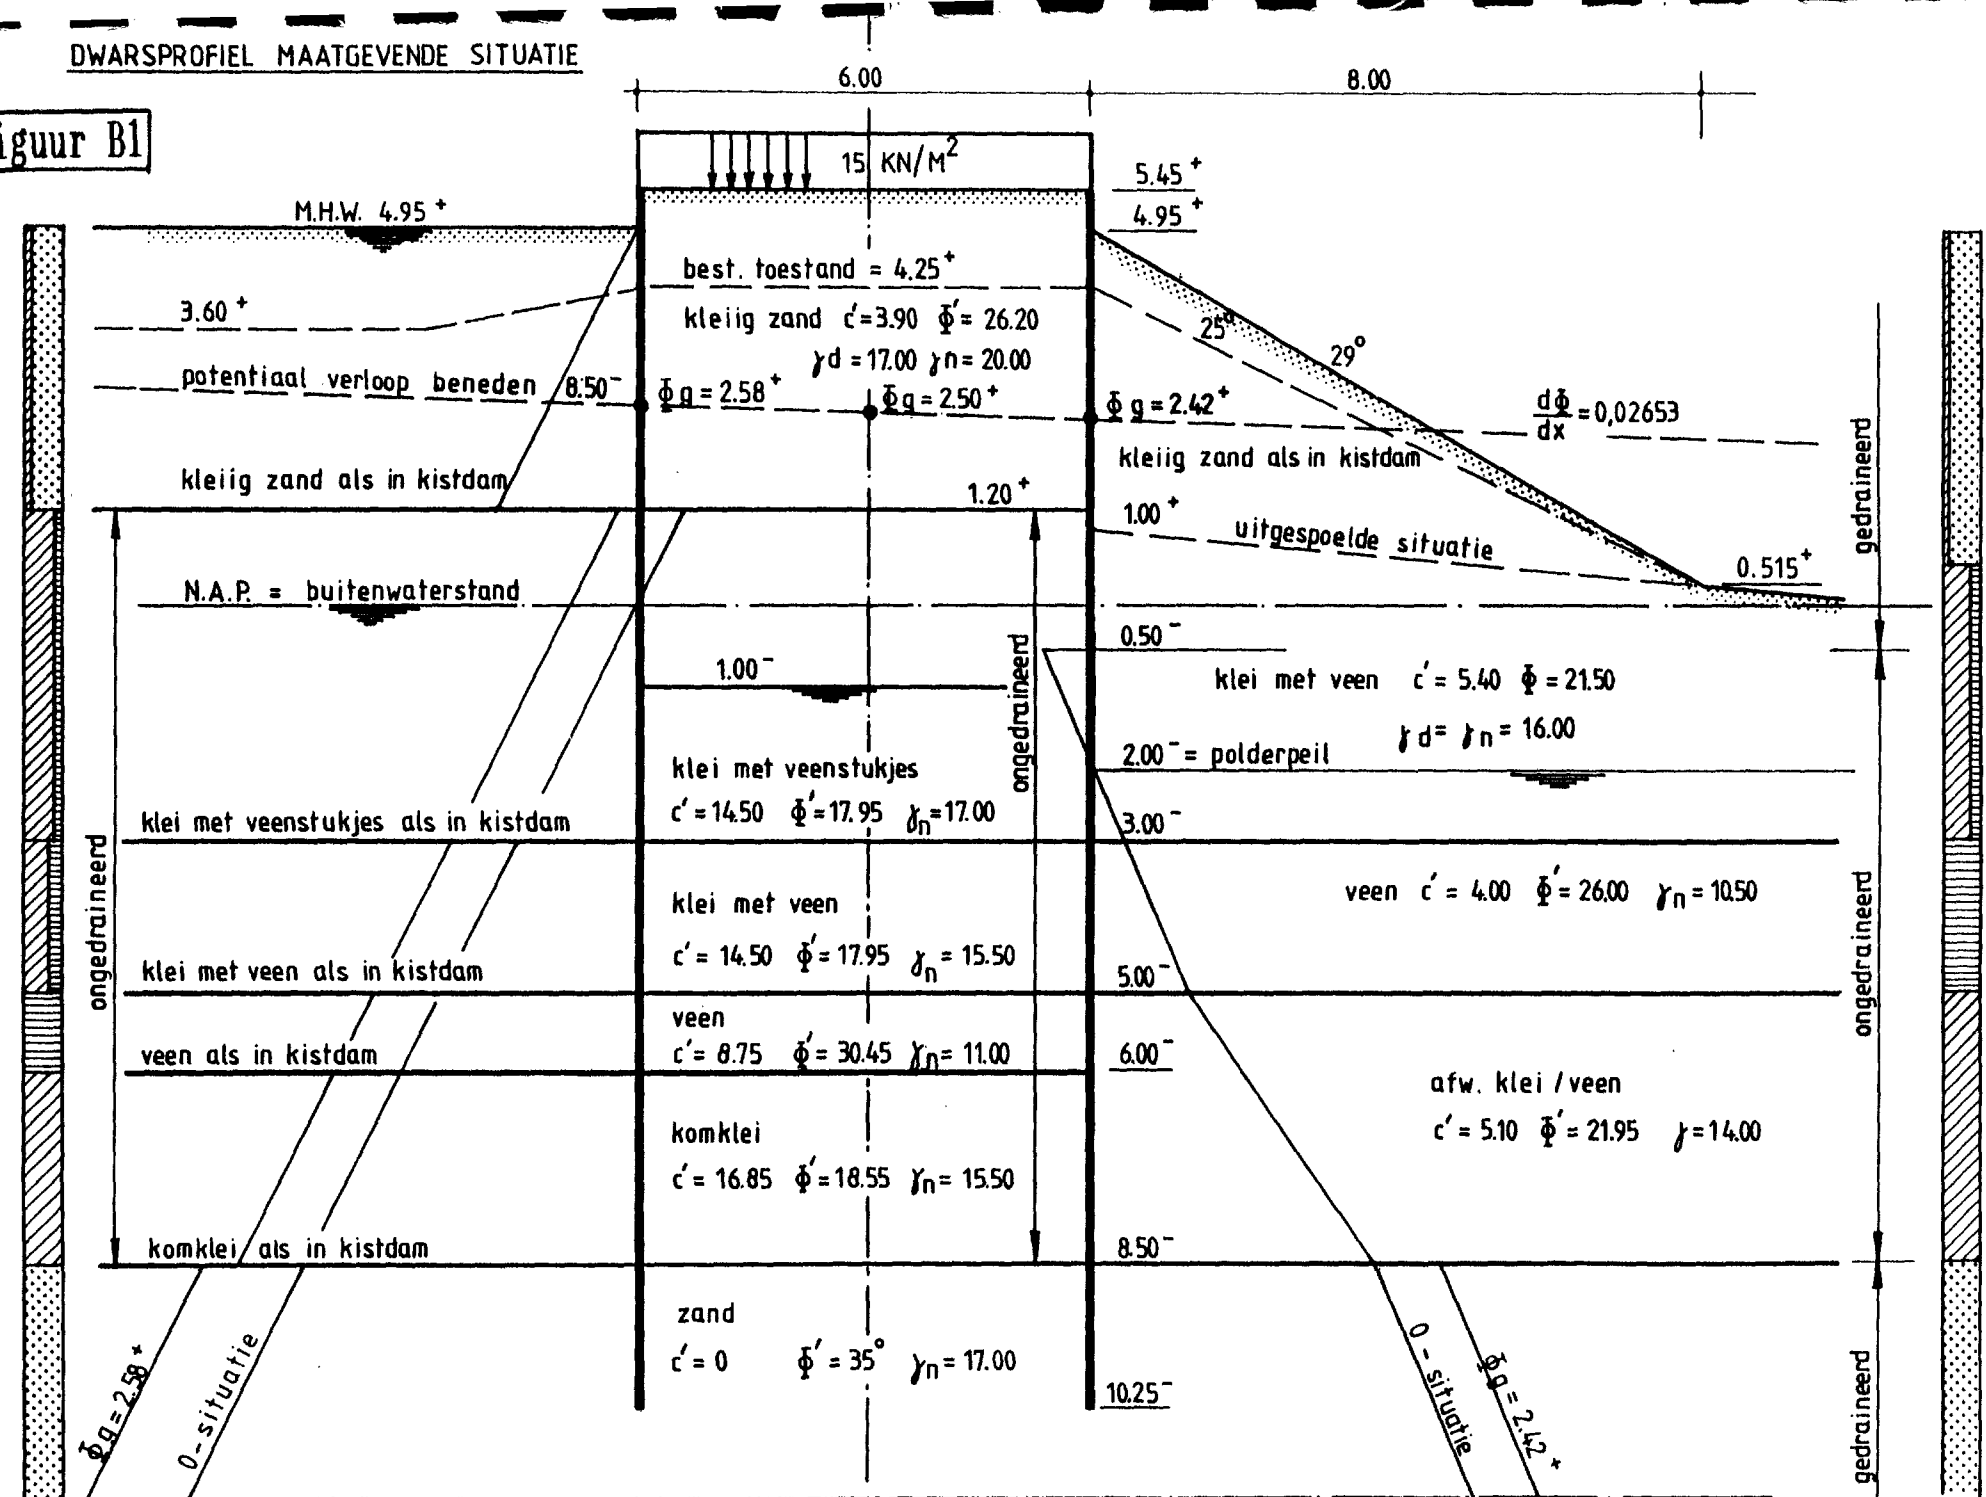 DWARSPROFIEL MAATGEVENDE SITUATIE
6.00
8.00
iguur B1
15 KN/M²
5.45⁺
M.H.W. 4.95⁺
4.95⁺
best. toestand = 4.25⁺
3.60⁺
kleiig zand c'=3.90 Φ'= 26.20
25°
29°
γd =17.00 γn= 20.00
potentiaal verloop beneden 8.50⁻
Φg = 2.58⁺
Φg = 2.50⁺
Φg = 2.42⁺
dΦ/dx = 0,02653
kleiig zand als in kistdam
kleiig zand als in kistdam
gedraineerd
1.20⁺
1.00⁺
uitgespoelde situatie
0.515⁺
N.A.P. = buitenwaterstand
0.50⁻
1.00⁻
ongedraineerd
klei met veen c'= 5.40 Φ = 21.50
γd= γn = 16.00
2.00⁻ = polderpeil
klei met veenstukjes
c'=14.50 Φ'=17.95 γn=17.00
klei met veenstukjes als in kistdam
3.00⁻
ongedraineerd
klei met veen
veen c'= 4.00 Φ'= 26.00 γn = 10.50
ongedraineerd
c'= 14.50 Φ'= 17.95 γn = 15.50
klei met veen als in kistdam
5.00⁻
veen
c'= 8.75 Φ'= 30.45 γn= 11.00
veen als in kistdam
6.00⁻
afw. klei / veen
c'= 5.10 Φ'= 21.95 γ=14.00
komklei
c'= 16.85 Φ'=18.55 γn= 15.50
komklei als in kistdam
8.50⁻
zand
c'= 0 Φ'= 35° γn= 17.00
10.25⁻
Φg = 2.58⁺
0-situatie
0-situatie
Φg = 2.42⁺
gedraineerd